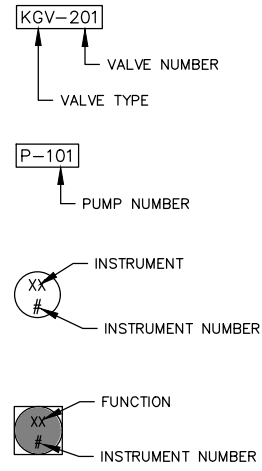 KGV-201
VALVE NUMBER
VALVE TYPE
P-101
PUMP NUMBER
INSTRUMENT
XX
#
INSTRUMENT NUMBER
FUNCTION
XX
#
INSTRUMENT NUMBER